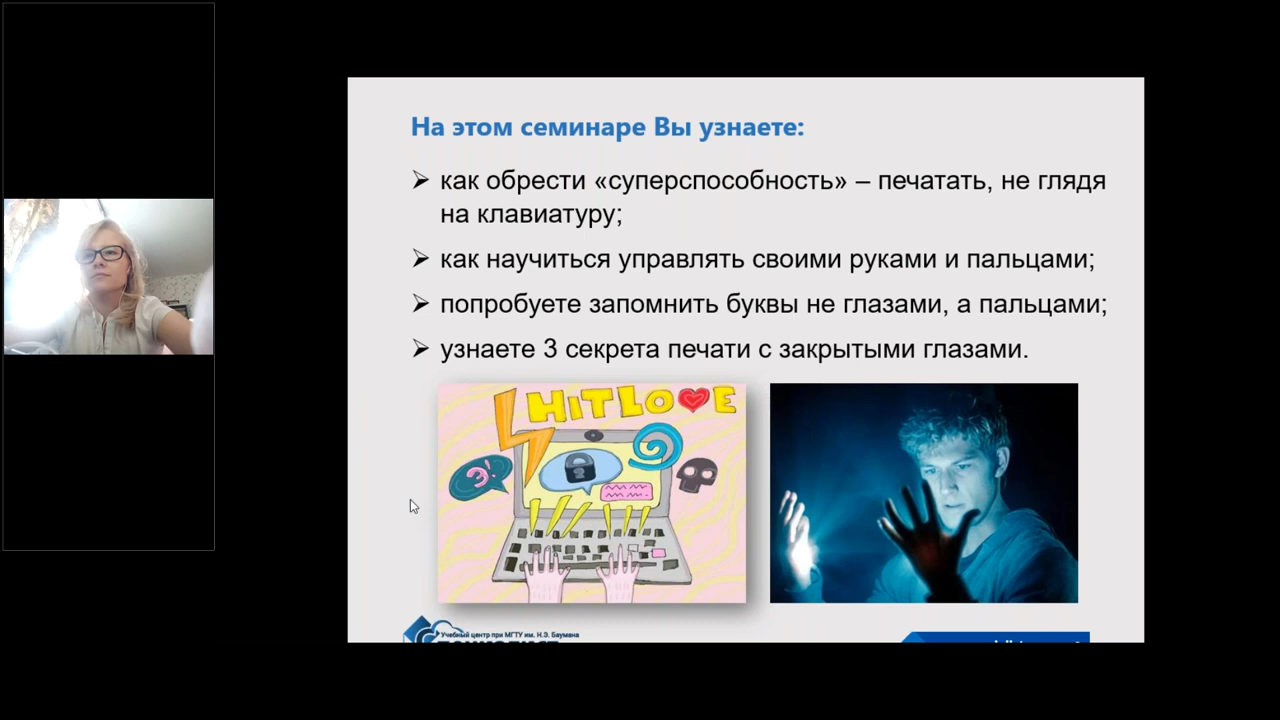 На этом семинаре Вы узнаете:
как обрести «суперспособность» – печатать, не глядя
на клавиатуру;
как научиться управлять своими руками и пальцами;
попробуете запомнить буквы не глазами, а пальцами;
узнаете 3 секрета печати с закрытыми глазами.
HITLO❤E
3!
Учебный центр при МГТУ им. Н.Э. Баумана